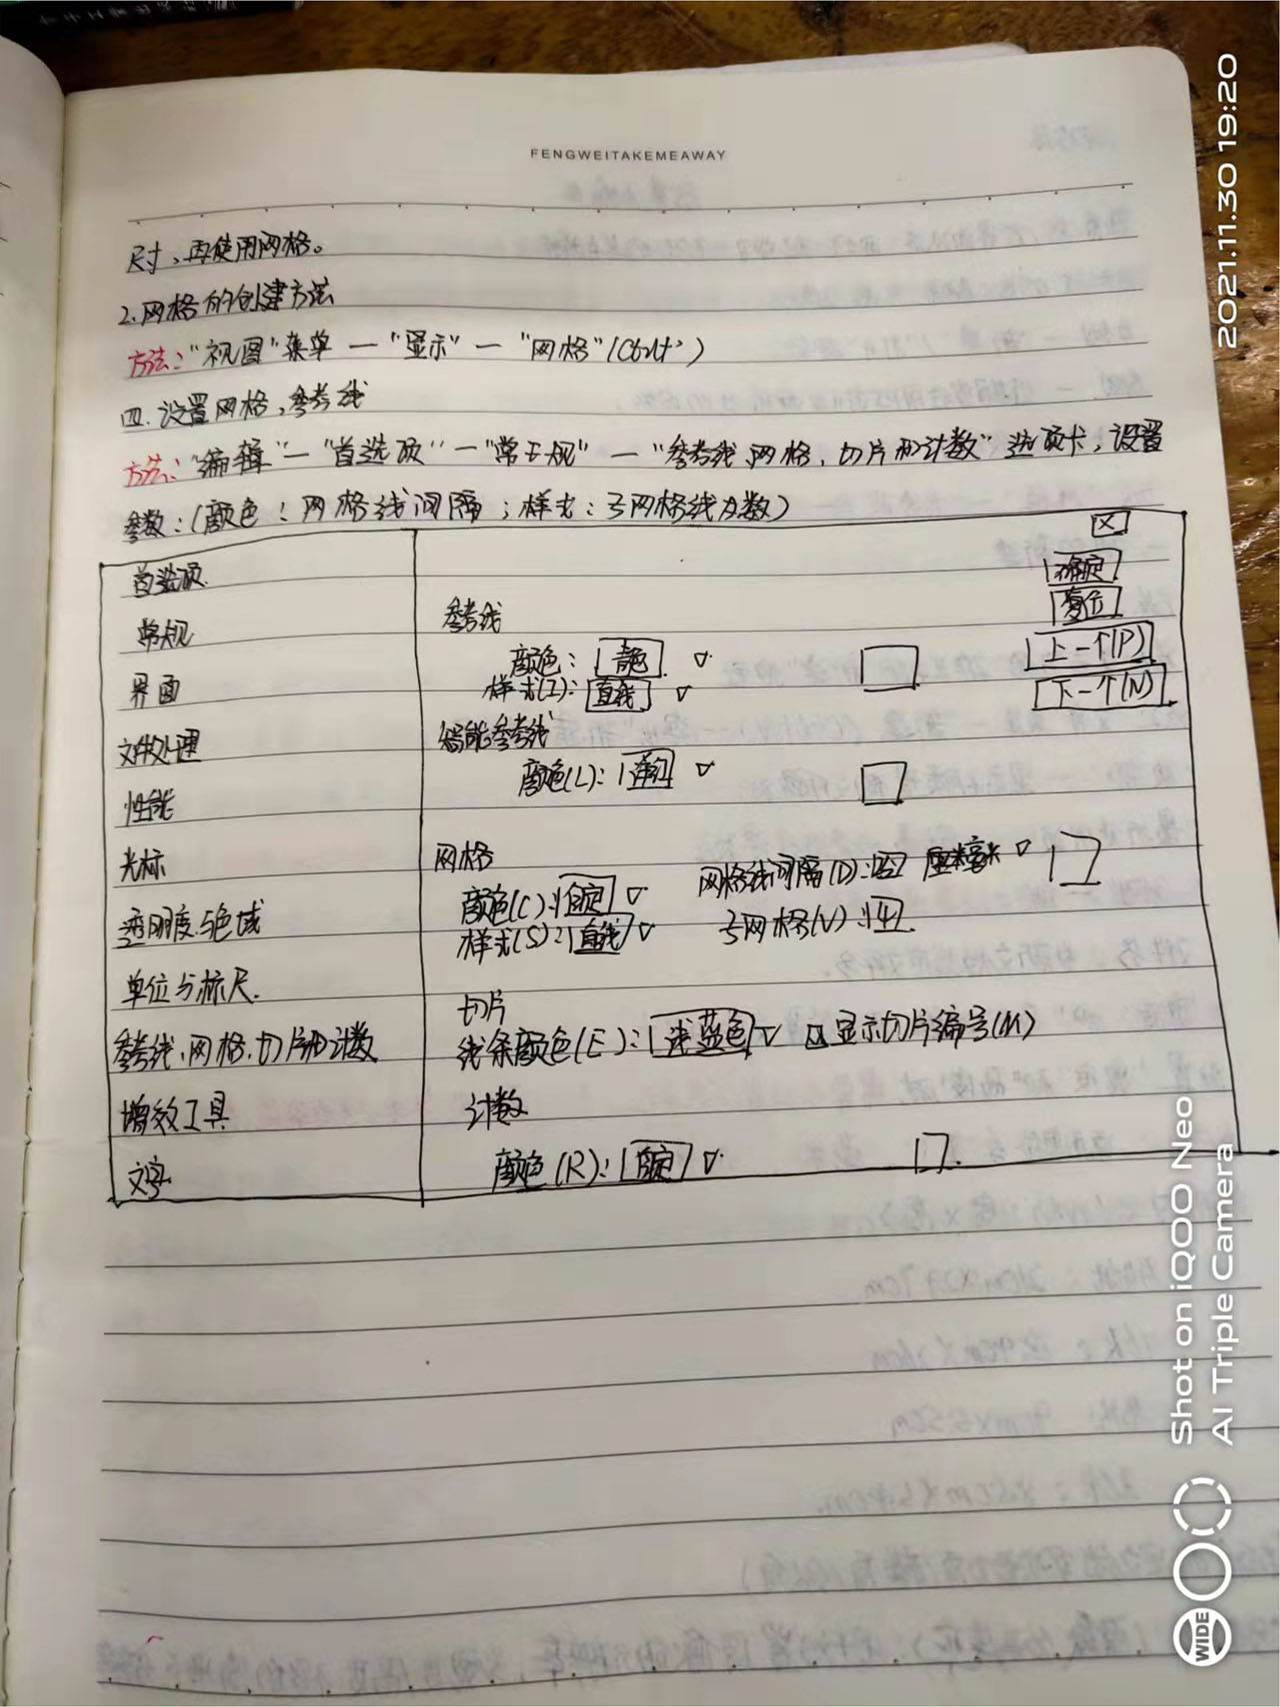 FENGWEITAKEMEAWAY
尺寸,再使用网格。
2.网格的创建方法
方法:"视图"菜单—"显示"—"网格"(Ctrl+')
四.设置网格,参考线
方法:"编辑"—"首选项"—"常规"—"参考线,网格,切片和计数"选项卡,设置
参数:(颜色;网格线间隔;样式:子网格线次数)
首选项
常规
界面
文件处理
性能
光标
透明度与色域
单位与标尺.
参考线,网格,切片和计数
增效工具
文字
X
确定
复位
上一个(P)
下一个(N)
参考线
颜色:青色
样式(I):直线
智能参考线
颜色(L):
网格
颜色(C):自定
网格线间隔(D): 毫米
样式(S):直线
子网格(V):4
切片
线条颜色(E):浅蓝色 显示切片编号(M)
计数
颜色(R):自定
2021.11.30 19:20
Shot on iQOO Neo
AI Triple Camera
WIDE